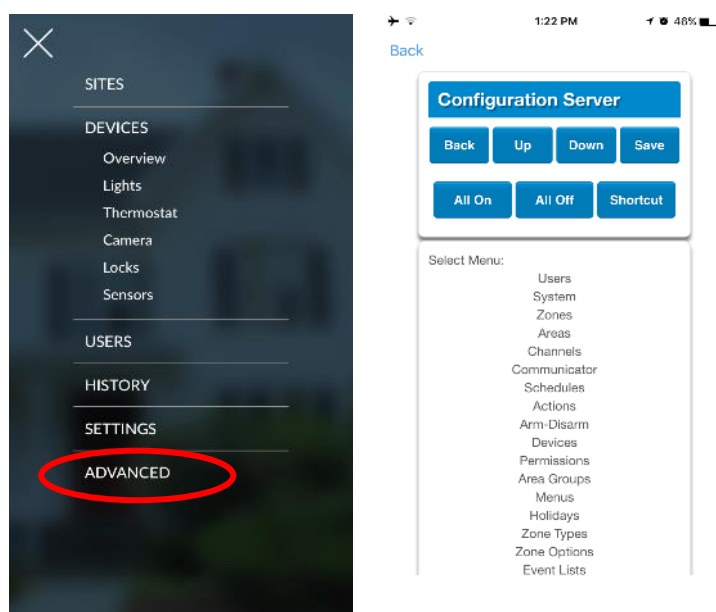 SITES
DEVICES
Overview
Lights
Thermostat
Camera
Locks
Sensors
USERS
HISTORY
SETTINGS
ADVANCED
1:22 PM 46%
Back
Configuration Server
Back Up Down Save
All On All Off Shortcut
Select Menu:
Users
System
Zones
Areas
Channels
Communicator
Schedules
Actions
Arm-Disarm
Devices
Permissions
Area Groups
Menus
Holidays
Zone Types
Zone Options
Event Lists